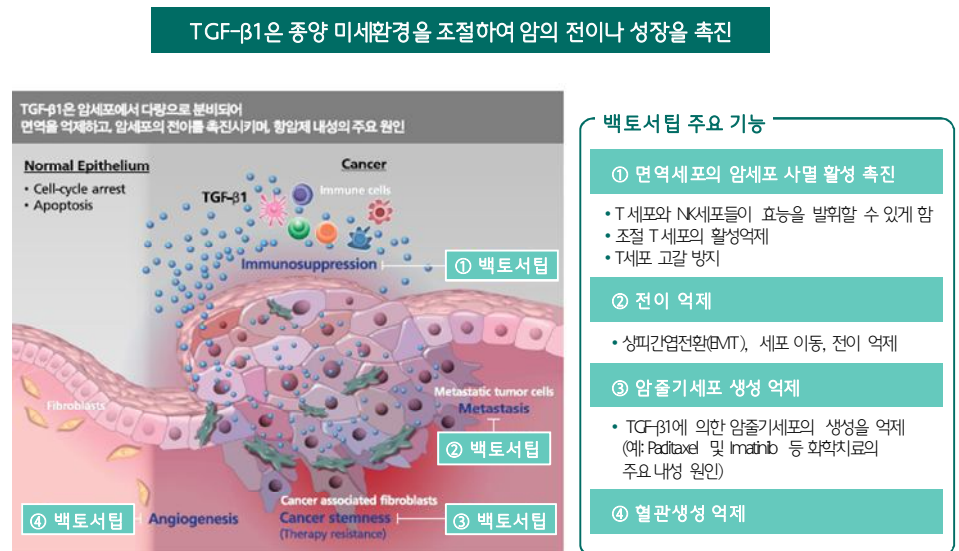 TGF-β1은 종양 미세환경을 조절하여 암의 전이나 성장을 촉진
TGF-β1은 암세포에서 다량으로 분비되어
면역을 억제하고, 암세포의 전이를 촉진시키며, 항암제 내성의 주요 원인
Normal Epithelium
• Cell-cycle arrest
• Apoptosis
Cancer
TGF-β1
Immune cells
Immunosuppression
① 백토서팁
Fibroblasts
Metastatic tumor cells
Metastasis
② 백토서팁
Cancer associated fibroblasts
④ 백토서팁
Angiogenesis
Cancer stemness
(Therapy resistance)
③ 백토서팁
백토서팁 주요 기능
① 면역세포의 암세포 사멸 활성 촉진
• T 세포와 NK세포들이 효능을 발휘할 수 있게 함
• 조절 T 세포의 활성억제
• T세포 고갈 방지
② 전이 억제
• 상피간엽전환(EMT), 세포 이동, 전이 억제
③ 암줄기세포 생성 억제
• TGF-β1에 의한 암줄기세포의 생성을 억제
(예: Paclitaxel 및 Imatinib 등 화학치료의
주요 내성 원인)
④ 혈관생성 억제